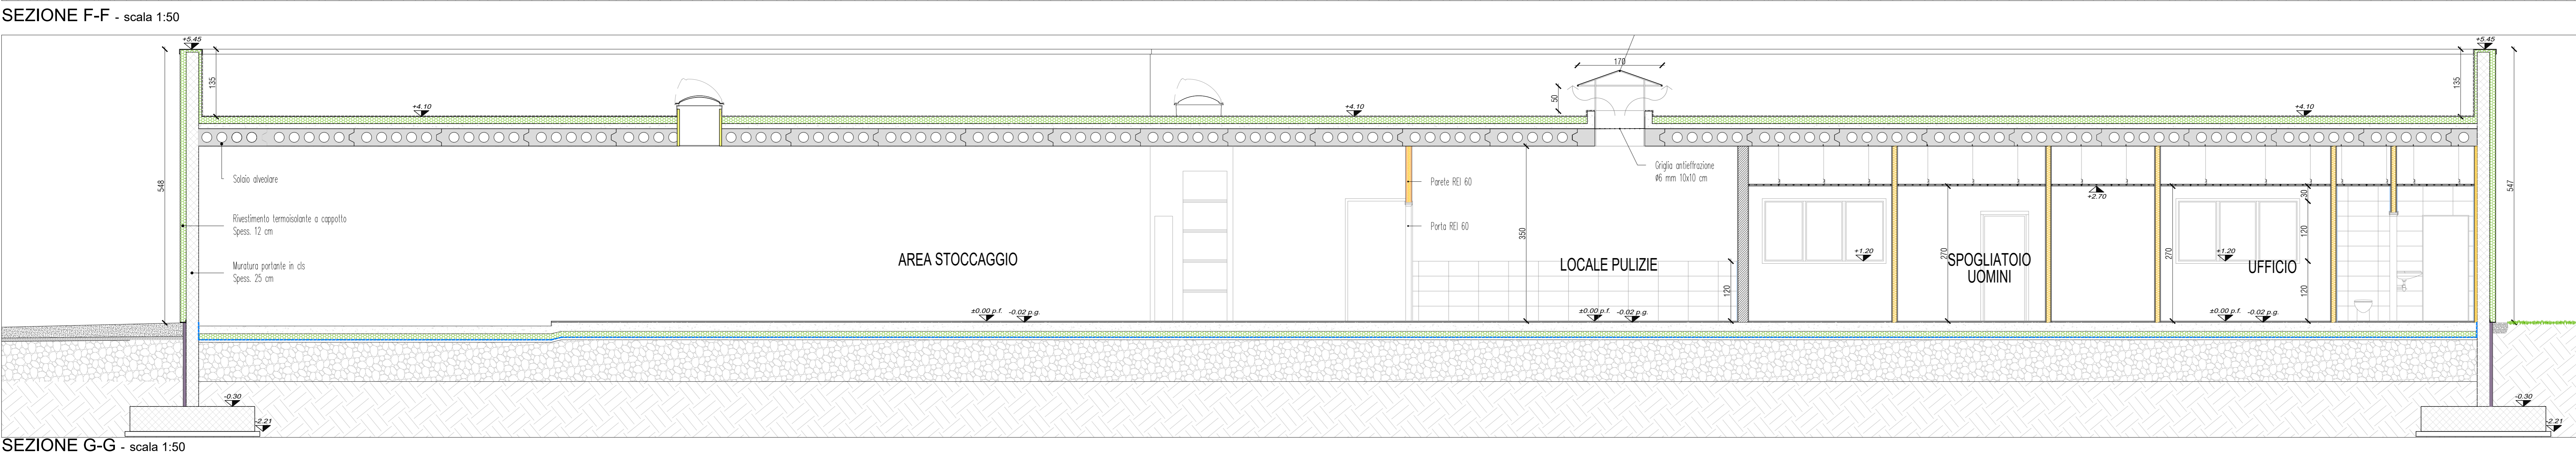 SEZIONE F-F - scala 1:50
+5.45
+5.45
135
170
50
135
+4.10
+4.10
+4.10
548
547
Solaio alveolare
Rivestimento termoisolante a cappotto
Spess. 12 cm
Muratura portante in cls
Spess. 25 cm
AREA STOCCAGGIO
Parete REI 60
Porta REI 60
350
Griglia antieffrazione
Ø6 mm 10x10 cm
LOCALE PULIZIE
120
+1.20
270
SPOGLIATOIO
UOMINI
+2.70
270
+1.20
UFFICIO
30
120
120
±0.00 p.f.
-0.02 p.g.
±0.00 p.f.
-0.02 p.g.
±0.00 p.f.
-0.02 p.g.
-0.30
-2.21
-0.30
-2.21
SEZIONE G-G - scala 1:50